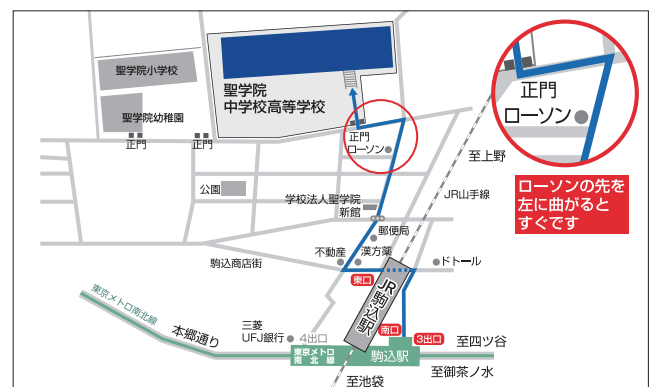 聖学院小学校
聖学院幼稚園
正門
正門
聖学院
中学校高等学校
正門
ローソン
正門
ローソン
ローソンの先を
左に曲がると
すぐです
至上野
JR山手線
公園
学校法人聖学院
新館
郵便局
漢方薬
不動産
駒込商店街
ドトール
東口
JR駒込駅
南口
3出口
4出口
三菱
UFJ銀行
東京メトロ南北線
本郷通り
東京メトロ
南北線
駒込駅
至四ツ谷
至御茶ノ水
至池袋